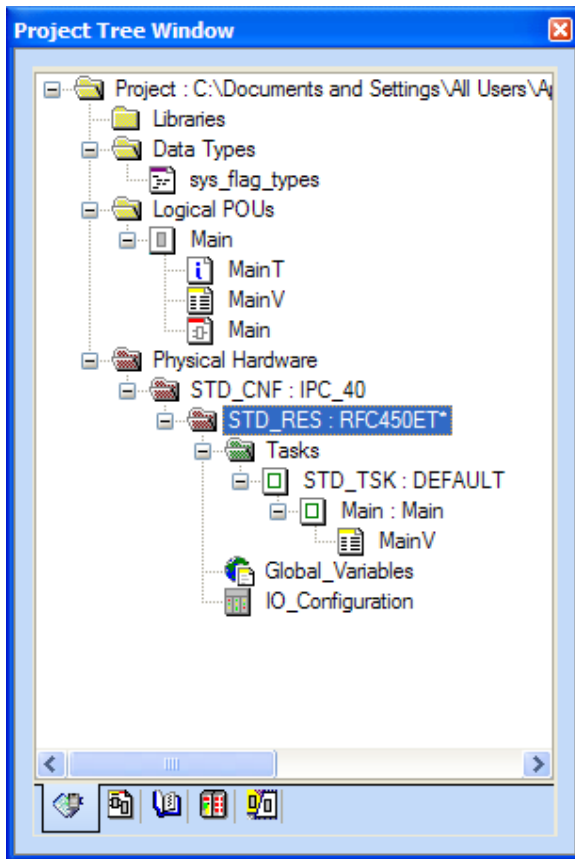 Project Tree Window
Project : C:\Documents and Settings\All Users\A
Libraries
Data Types
sys_flag_types
Logical POUs
Main
MainT
MainV
Main
Physical Hardware
STD_CNF : IPC_40
STD_RES : RFC450ET*
Tasks
STD_TSK : DEFAULT
Main : Main
MainV
Global_Variables
IO_Configuration